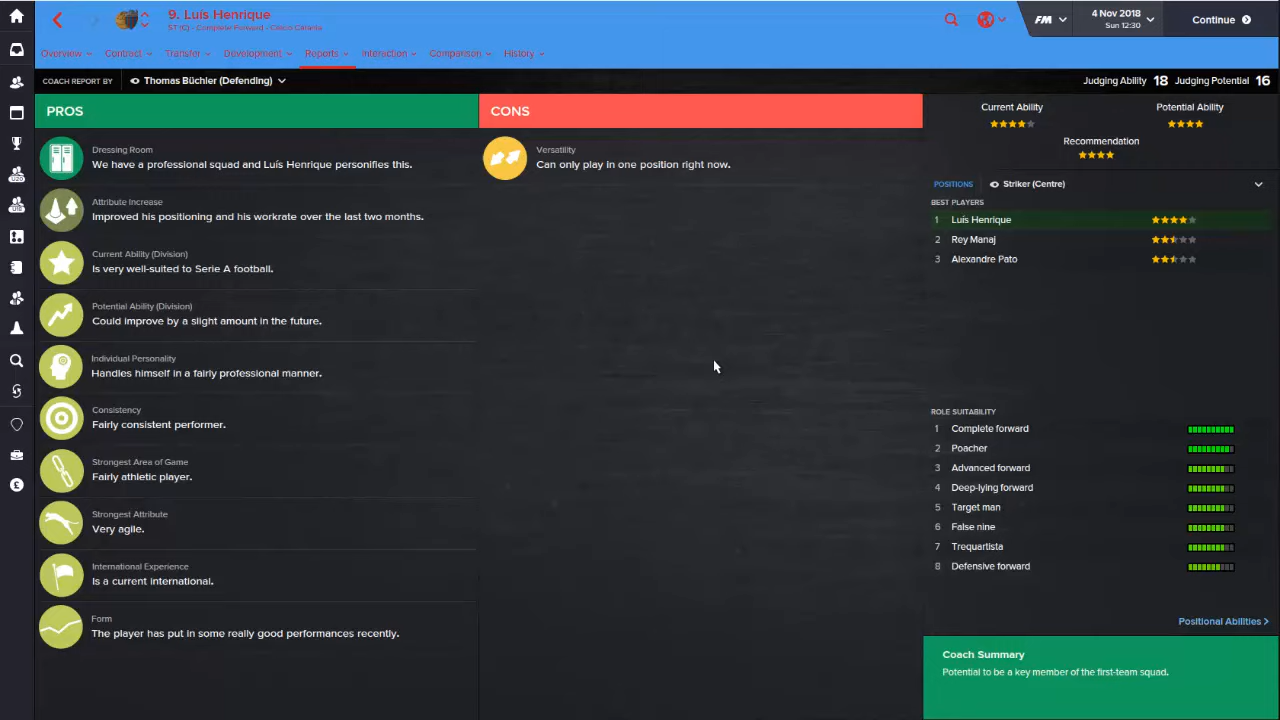 9. Luís Henrique
ST (C) - Complete Forward - Calcio Catania
FM
4 Nov 2018
Sun 12:30
Continue
Overview
Contract
Transfer
Development
Reports
Interaction
Comparison
History
COACH REPORT BY
Thomas Büchler (Defending)
Judging Ability 18 Judging Potential 16
PROS
CONS
Dressing Room
We have a professional squad and Luís Henrique personifies this.
Attribute Increase
Improved his positioning and his workrate over the last two months.
Current Ability (Division)
Is very well-suited to Serie A football.
Potential Ability (Division)
Could improve by a slight amount in the future.
Individual Personality
Handles himself in a fairly professional manner.
Consistency
Fairly consistent performer.
Strongest Area of Game
Fairly athletic player.
Strongest Attribute
Very agile.
International Experience
Is a current international.
Form
The player has put in some really good performances recently.
Versatility
Can only play in one position right now.
Current Ability
Potential Ability
Recommendation
POSITIONS
Striker (Centre)
BEST PLAYERS
1 Luís Henrique
2 Rey Manaj
3 Alexandre Pato
ROLE SUITABILITY
1 Complete forward
2 Poacher
3 Advanced forward
4 Deep-lying forward
5 Target man
6 False nine
7 Trequartista
8 Defensive forward
Positional Abilities >
Coach Summary
Potential to be a key member of the first-team squad.